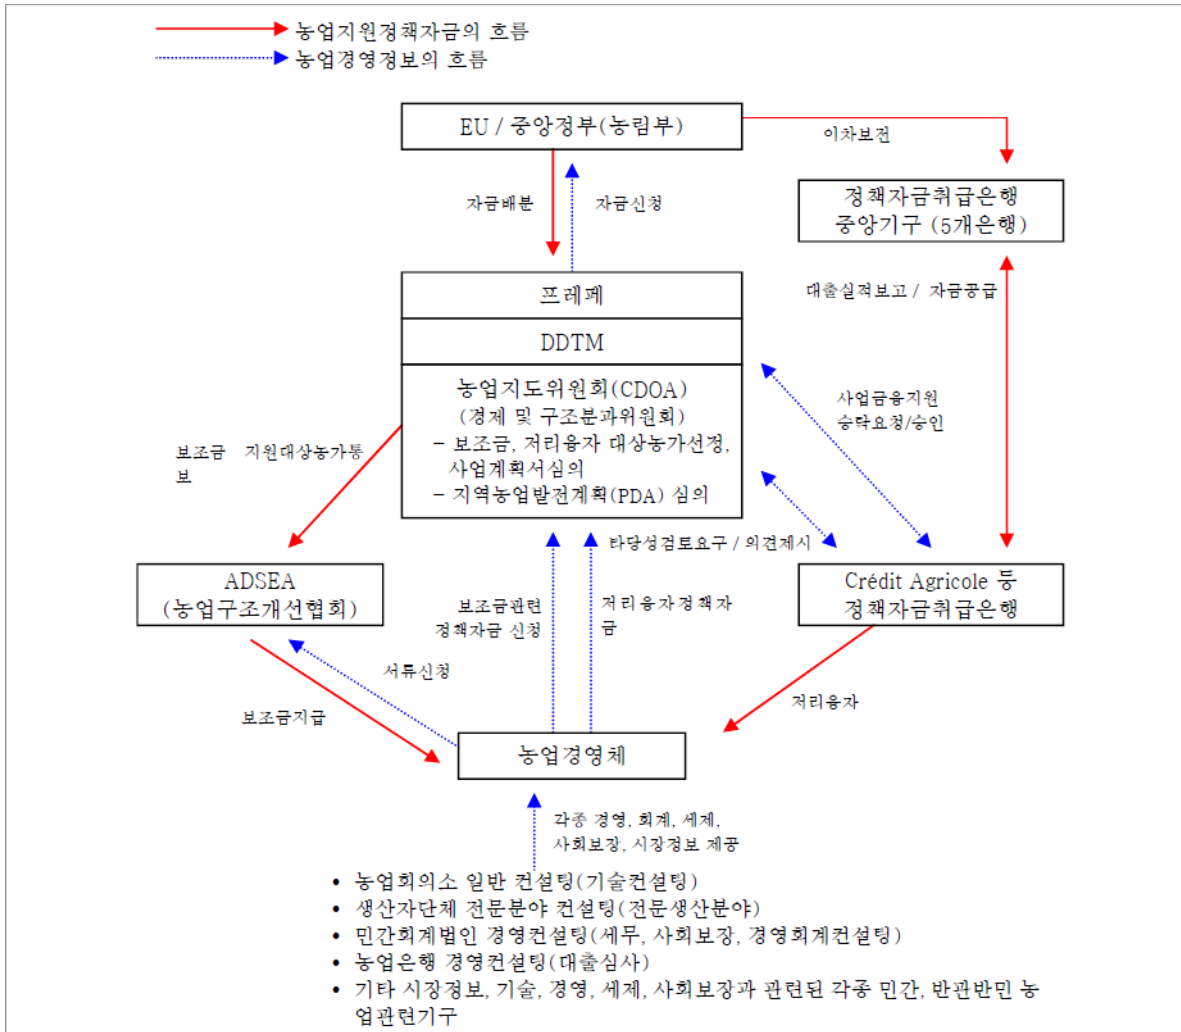 농업지원정책자금의 흐름
농업경영정보의 흐름
EU / 중앙정부(농림부)
이차보전
정책자금취급은행
중앙기구 (5개은행)
자금배분
자금신청
대출실적보고 / 자금공급
프레페
DDTM
농업지도위원회(CDOA)
(경제 및 구조분과위원회)
- 보조금, 저리융자 대상농가선정,
사업계획서심의
- 지역농업발전계획(PDA) 심의
사업금융지원
승탁요청/승인
보조금 지원대상농가통
보
타당성검토요구 / 의견제시
ADSEA
(농업구조개선협회)
보조금관련
정책자금 신청
저리융자정책자
금
Crédit Agricole 등
정책자금취급은행
서류신청
보조금지급
저리융자
농업경영체
각종 경영, 회계, 세제,
사회보장, 시장정보 제공
• 농업회의소 일반 컨설팅(기술컨설팅)
• 생산자단체 전문분야 컨설팅(전문생산분야)
• 민간회계법인 경영컨설팅(세무, 사회보장, 경영회계컨설팅)
• 농업은행 경영컨설팅(대출심사)
• 기타 시장정보, 기술, 경영, 세제, 사회보장과 관련된 각종 민간, 반관반민 농
업관련기구